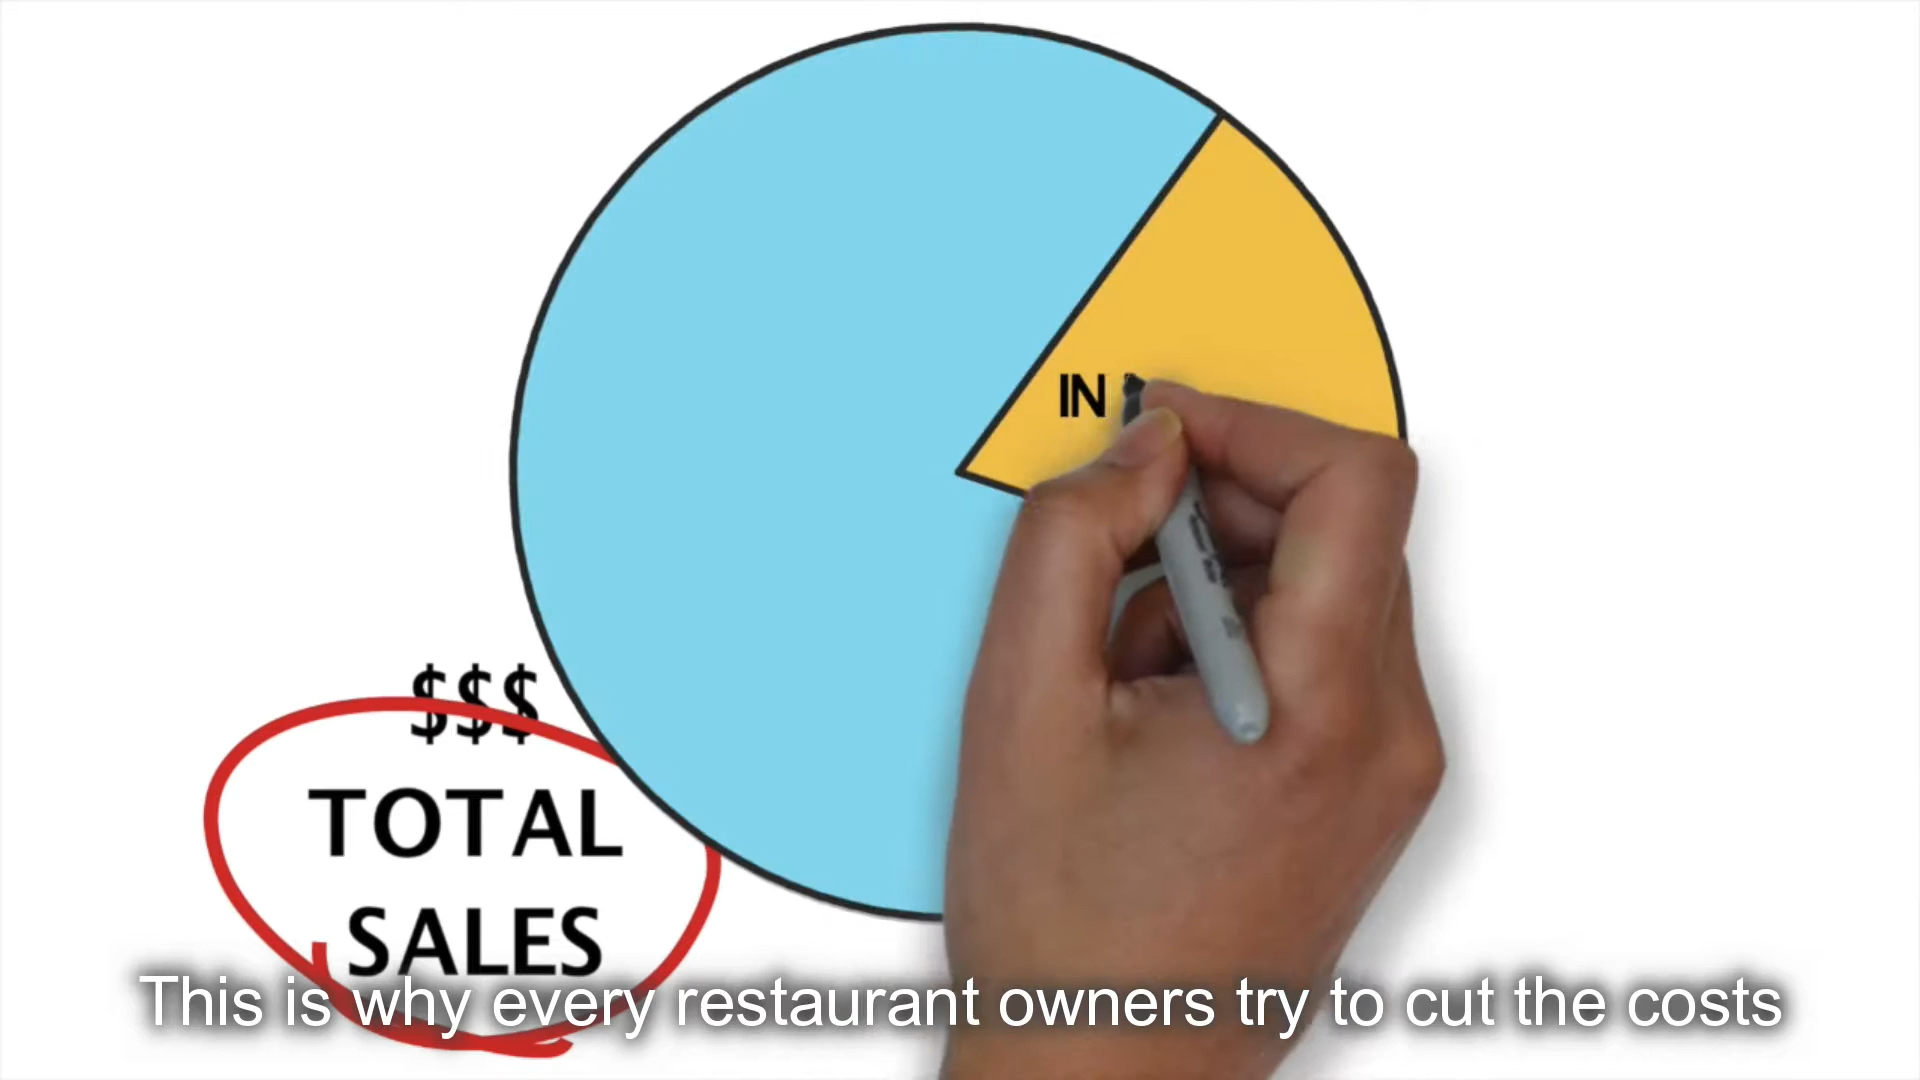 IN
$$$
TOTAL
SALES
This is why every restaurant owners try to cut the costs